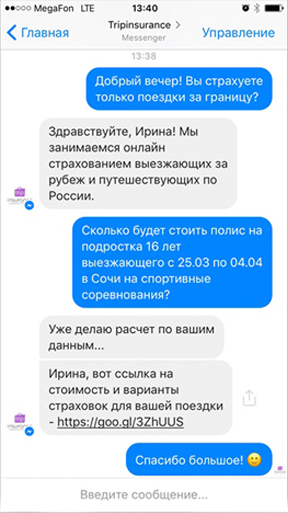 MegaFon LTE 13:40
Главная
Tripinsurance >
Messenger
Управление
13:38
Добрый вечер! Вы страхуете
только поездки за границу?
Здравствуйте, Ирина! Мы
занимаемся онлайн
страхованием выезжающих за
рубеж и путешествующих по
России.
Сколько будет стоить полис на
подростка 16 лет
выезжающего с 25.03 по 04.04
в Сочи на спортивные
соревнования?
Уже делаю расчет по вашим
данным...
Ирина, вот ссылка на
стоимость и варианты
страховок для вашей поездки
- https://goo.gl/3ZhUUS
Спасибо большое! 🙂
Введите сообщение...